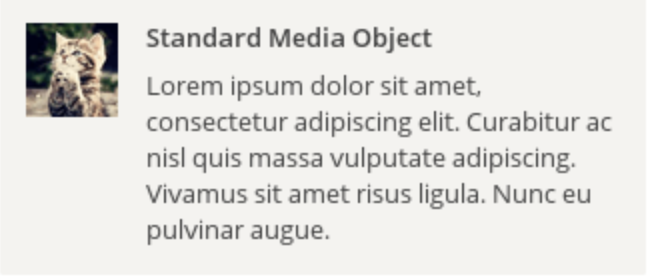 Standard Media Object
Lorem ipsum dolor sit amet,
consectetur adipiscing elit. Curabitur ac
nisl quis massa vulputate adipiscing.
Vivamus sit amet risus ligula. Nunc eu
pulvinar augue.